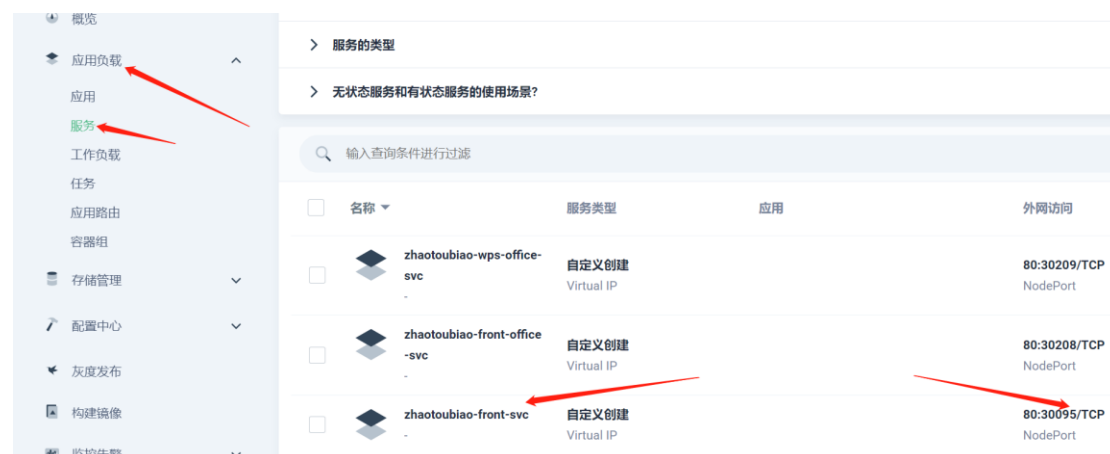 概览
应用负载
应用
服务
工作负载
任务
应用路由
容器组
存储管理
配置中心
灰度发布
构建镜像
监控告警
服务的类型
无状态服务和有状态服务的使用场景?
输入查询条件进行过滤
名称 服务类型 应用 外网访问
zhaotoubiao-wps-office-
svc
-
自定义创建
Virtual IP
80:30209/TCP
NodePort
zhaotoubiao-front-office
-svc
-
自定义创建
Virtual IP
80:30208/TCP
NodePort
zhaotoubiao-front-svc
-
自定义创建
Virtual IP
80:30095/TCP
NodePort